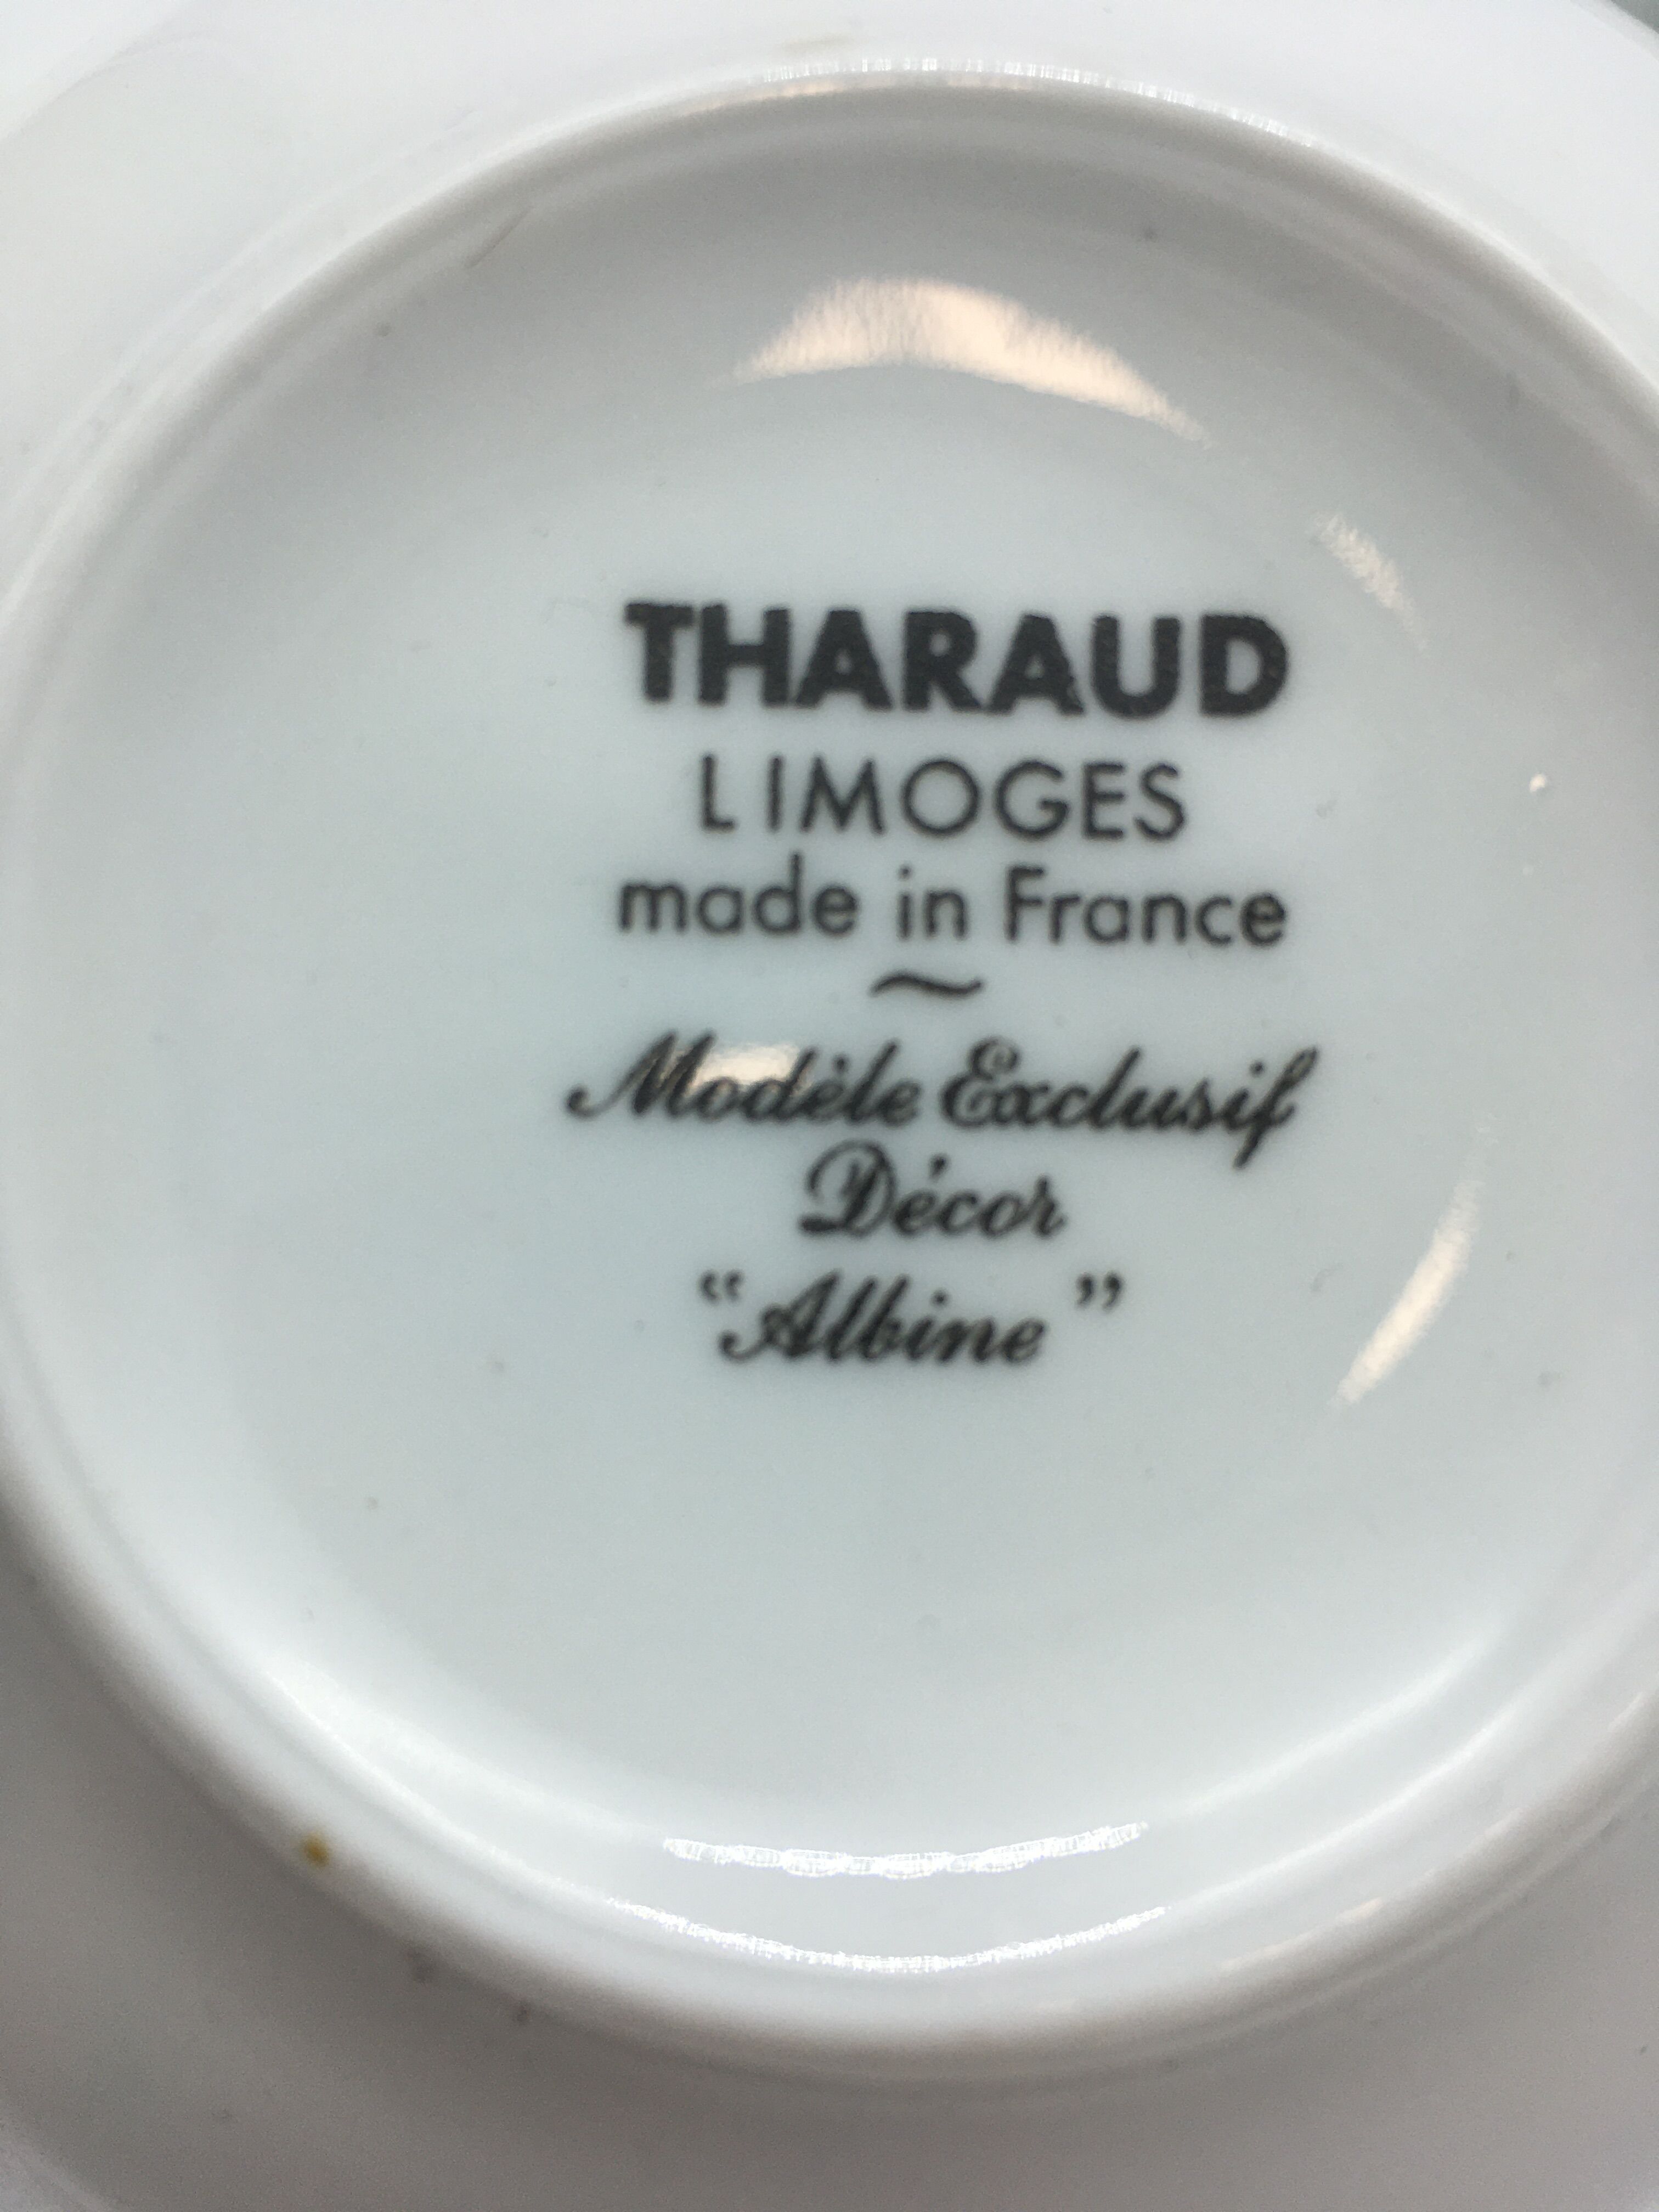 THARAUD
LIMOGES
made in France
~
Modèle Exclusif
Décor
“Albine”